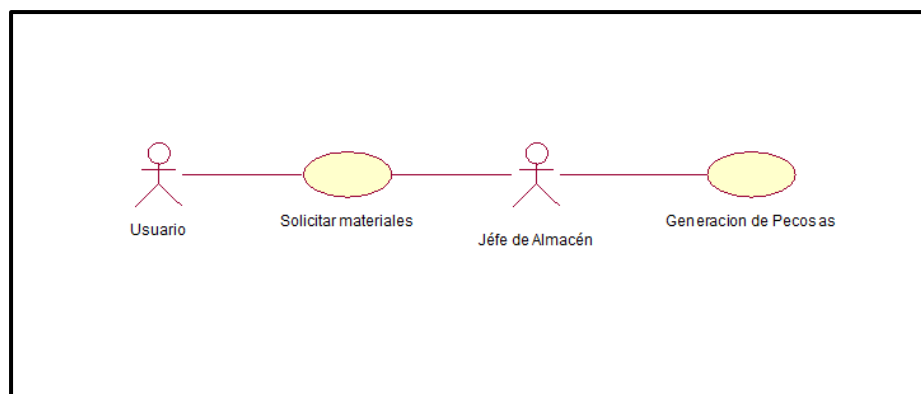 Usuario
Solicitar materiales
Jéfe de Almacén
Generacion de Pecosas